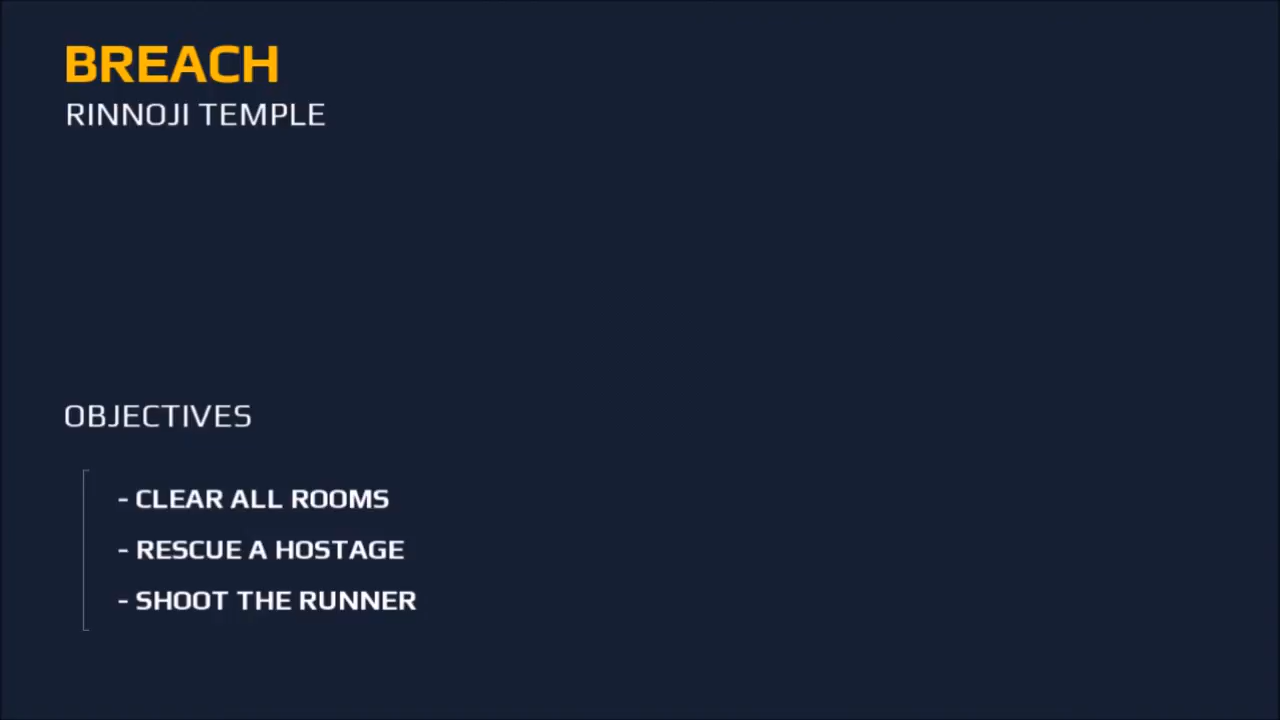 BREACH
RINNOJI TEMPLE
OBJECTIVES
- CLEAR ALL ROOMS
- RESCUE A HOSTAGE
- SHOOT THE RUNNER